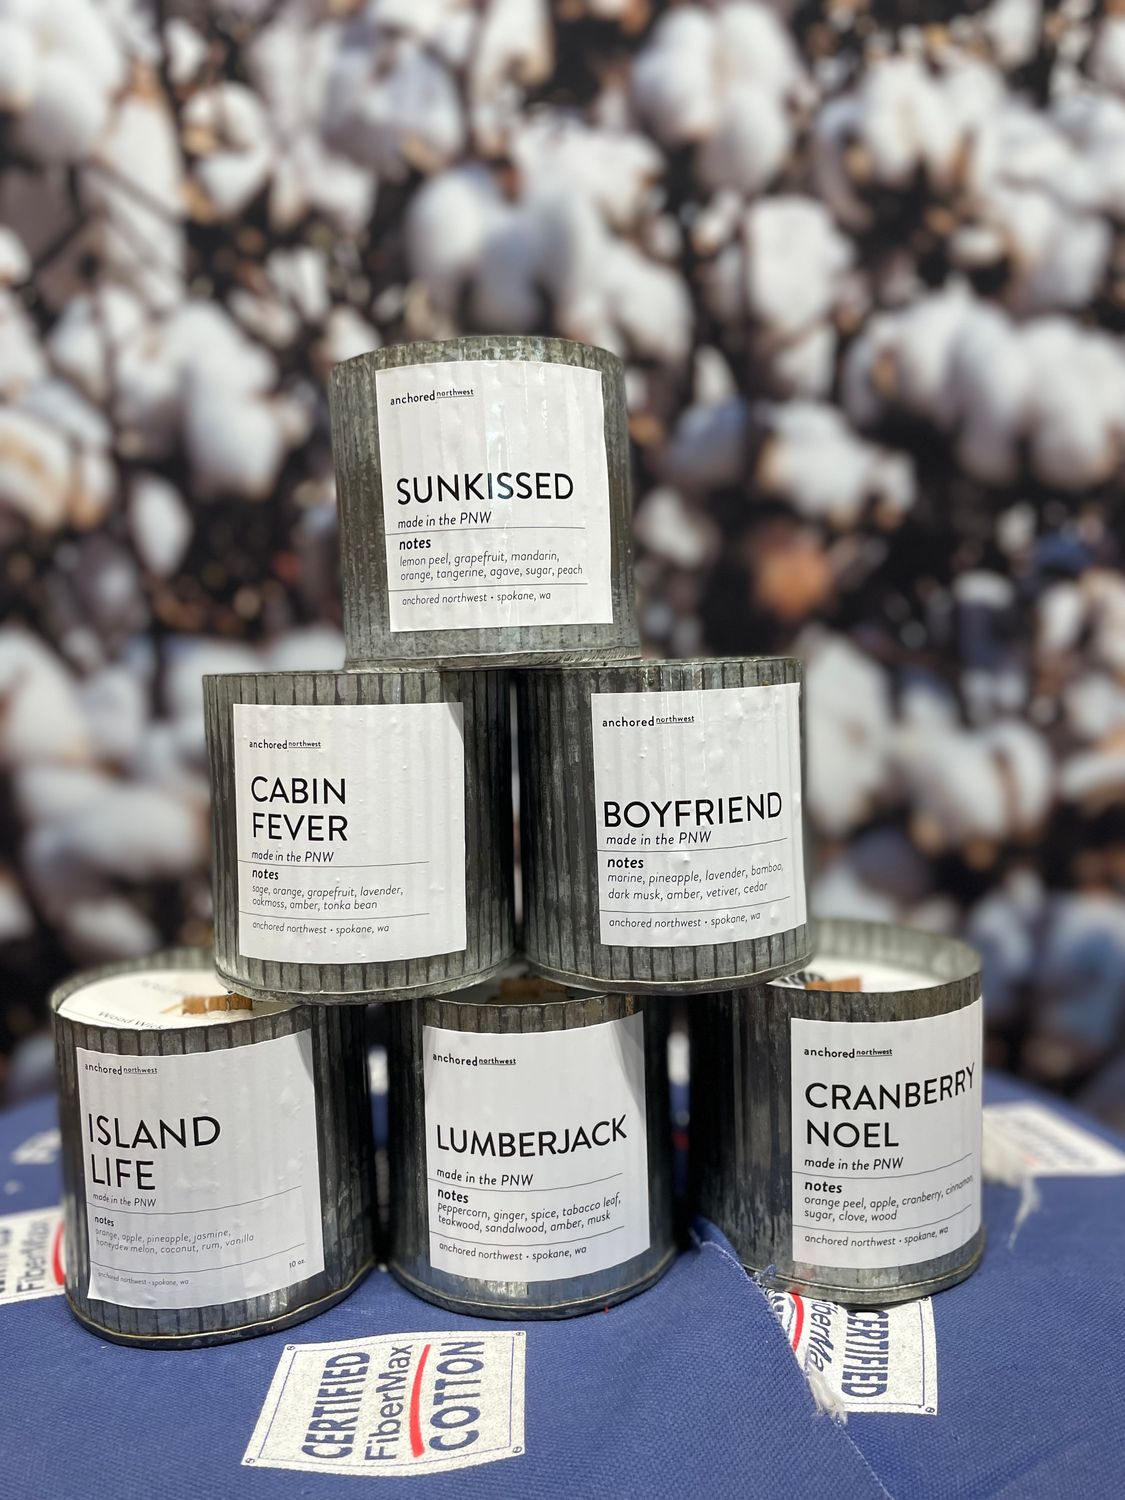 anchored northwest
SUNKISSED
made in the PNW
notes
lemon peel, grapefruit, mandarin,
orange, tangerine, agave, sugar, peach
anchored northwest • spokane, wa
anchored northwest
CABIN
FEVER
made in the PNW
notes
sage, orange, grapefruit, lavender,
oakmoss, amber, tonka bean
anchored northwest • spokane, wa
anchored northwest
BOYFRIEND
made in the PNW
notes
marine, pineapple, lavender, bamboo,
dark musk, amber, vetiver, cedar
anchored northwest • spokane, wa
Wood Wick
anchored northwest
ISLAND
LIFE
made in the PNW
notes
orange, apple, pineapple, jasmine,
honeydew melon, coconut, rum, vanilla
10 oz.
anchored northwest • spokane, wa
anchored northwest
LUMBERJACK
made in the PNW
notes
peppercorn, ginger, spice, tabacco leaf,
teakwood, sandalwood, amber, musk
anchored northwest • spokane, wa
anchored northwest
CRANBERRY
NOEL
made in the PNW
notes
orange peel, apple, cranberry, cinnamon,
sugar, clove, wood
anchored northwest • spokane, wa
FiberMax
CERTIFIED
FiberMax
COTTON
CERTIFIED